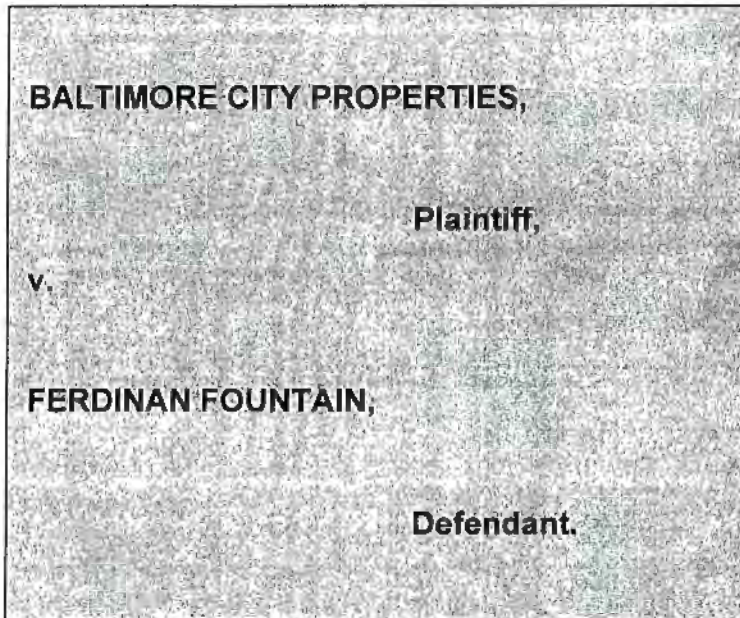 BALTIMORE CITY PROPERTIES,
Plaintiff,
v.
FERDINAN FOUNTAIN,
Defendant.